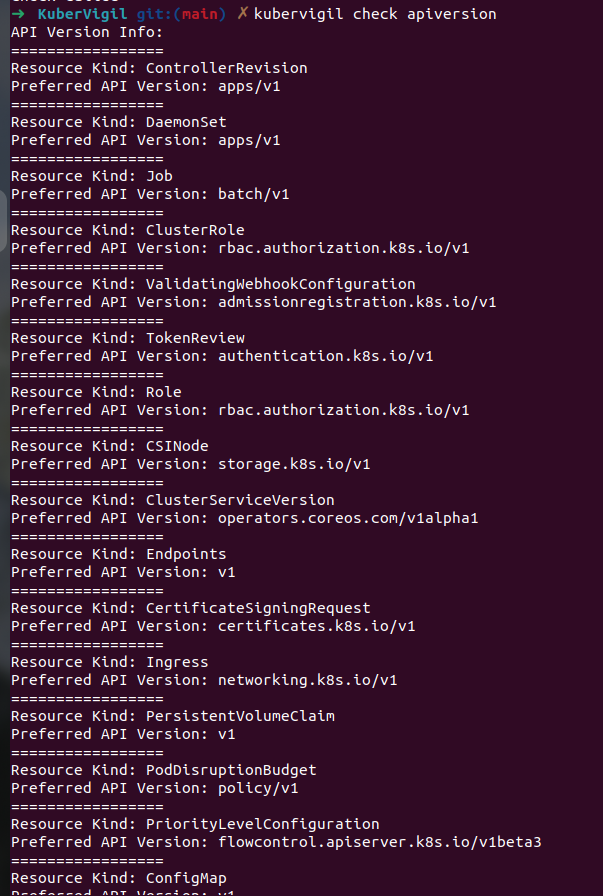 ➜ KuberVigil git:(main) ✗ kubervigil check apiversion
API Version Info:
=================
Resource Kind: ControllerRevision
Preferred API Version: apps/v1
=================
Resource Kind: DaemonSet
Preferred API Version: apps/v1
=================
Resource Kind: Job
Preferred API Version: batch/v1
=================
Resource Kind: ClusterRole
Preferred API Version: rbac.authorization.k8s.io/v1
=================
Resource Kind: ValidatingWebhookConfiguration
Preferred API Version: admissionregistration.k8s.io/v1
=================
Resource Kind: TokenReview
Preferred API Version: authentication.k8s.io/v1
=================
Resource Kind: Role
Preferred API Version: rbac.authorization.k8s.io/v1
=================
Resource Kind: CSINode
Preferred API Version: storage.k8s.io/v1
=================
Resource Kind: ClusterServiceVersion
Preferred API Version: operators.coreos.com/v1alpha1
=================
Resource Kind: Endpoints
Preferred API Version: v1
=================
Resource Kind: CertificateSigningRequest
Preferred API Version: certificates.k8s.io/v1
=================
Resource Kind: Ingress
Preferred API Version: networking.k8s.io/v1
=================
Resource Kind: PersistentVolumeClaim
Preferred API Version: v1
=================
Resource Kind: PodDisruptionBudget
Preferred API Version: policy/v1
=================
Resource Kind: PriorityLevelConfiguration
Preferred API Version: flowcontrol.apiserver.k8s.io/v1beta3
=================
Resource Kind: ConfigMap
Preferred API Version: v1